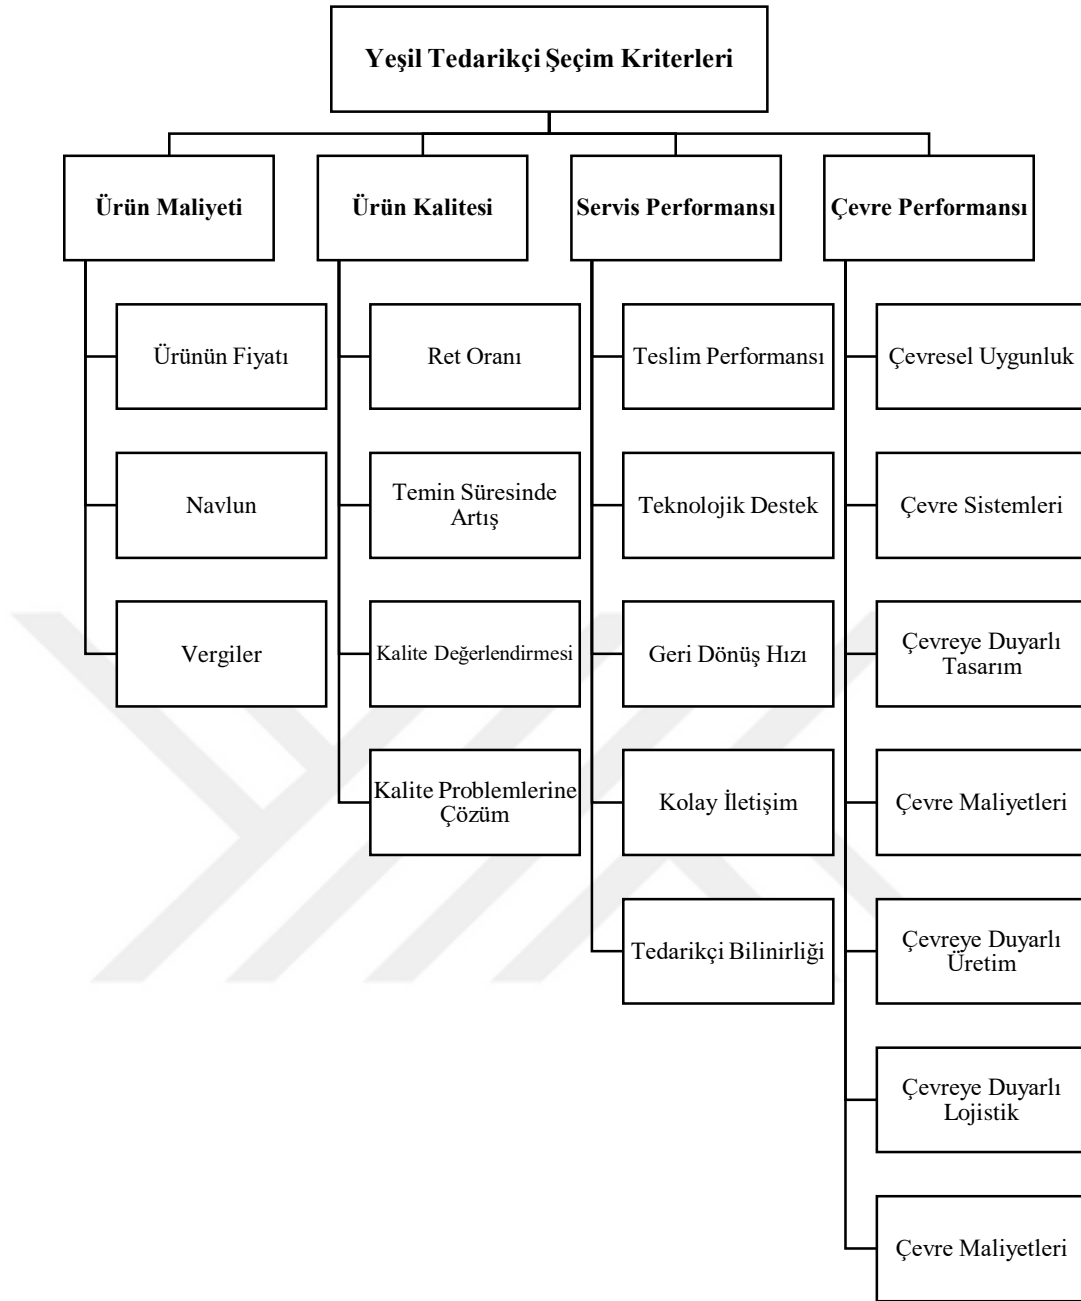 Yeşil Tedarikçi Şeçim Kriterleri
Ürün Maliyeti
Ürünün Fiyatı
Navlun
Vergiler
Ürün Kalitesi
Ret Oranı
Temin Süresinde
Artış
Kalite Değerlendirmesi
Kalite Problemlerine
Çözüm
Servis Performansı
Teslim Performansı
Teknolojik Destek
Geri Dönüş Hızı
Kolay İletişim
Tedarikçi Bilinirliği
Çevre Performansı
Çevresel Uygunluk
Çevre Sistemleri
Çevreye Duyarlı
Tasarım
Çevre Maliyetleri
Çevreye Duyarlı
Üretim
Çevreye Duyarlı
Lojistik
Çevre Maliyetleri